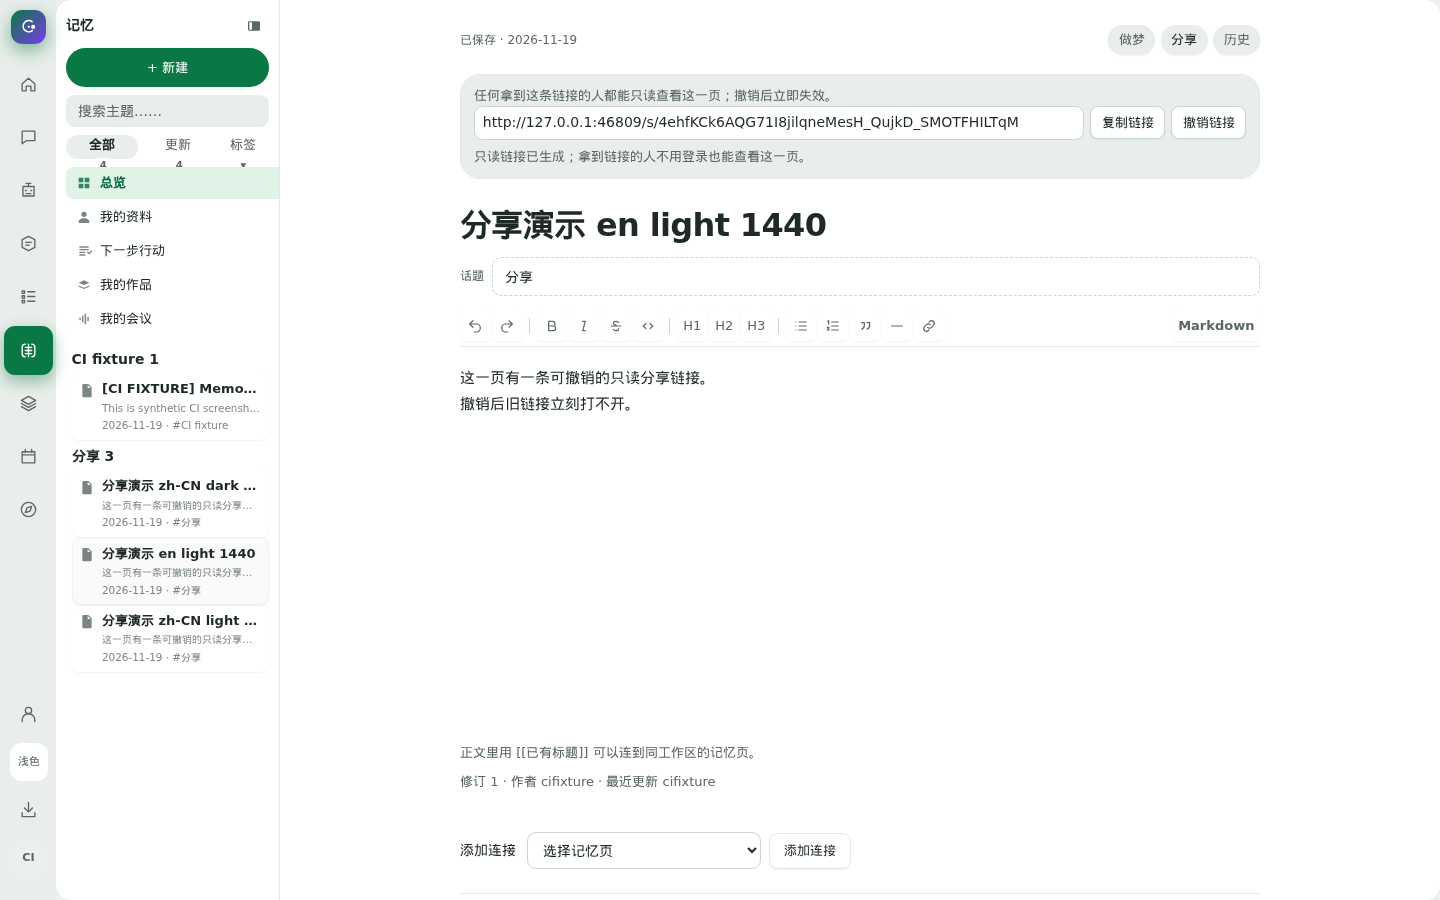 记忆
+ 新建
搜索主题......
全部 更新 标签
4 4 ▾
总览
我的资料
下一步行动
我的作品
我的会议
CI fixture 1
[CI FIXTURE] Memo...
This is synthetic CI screensh...
2026-11-19 · #CI fixture
分享 3
分享演示 zh-CN dark ...
这一页有一条可撤销的只读分享...
2026-11-19 · #分享
分享演示 en light 1440
这一页有一条可撤销的只读分享...
2026-11-19 · #分享
分享演示 zh-CN light ...
这一页有一条可撤销的只读分享...
2026-11-19 · #分享
浅色
CI
已保存 · 2026-11-19
做梦 分享 历史
任何拿到这条链接的人都能只读查看这一页；撤销后立即失效。
http://127.0.0.1:46809/s/4ehfKCk6AQG71I8jilqneMesH_QujkD_SMOTFHILTqM
复制链接 撤销链接
只读链接已生成；拿到链接的人不用登录也能查看这一页。
分享演示 en light 1440
话题 分享
B I S H1 H2 H3 Markdown
这一页有一条可撤销的只读分享链接。
撤销后旧链接立刻打不开。
正文里用 [[已有标题]] 可以连到同工作区的记忆页。
修订 1 · 作者 cifixture · 最近更新 cifixture
添加连接 选择记忆页 添加连接